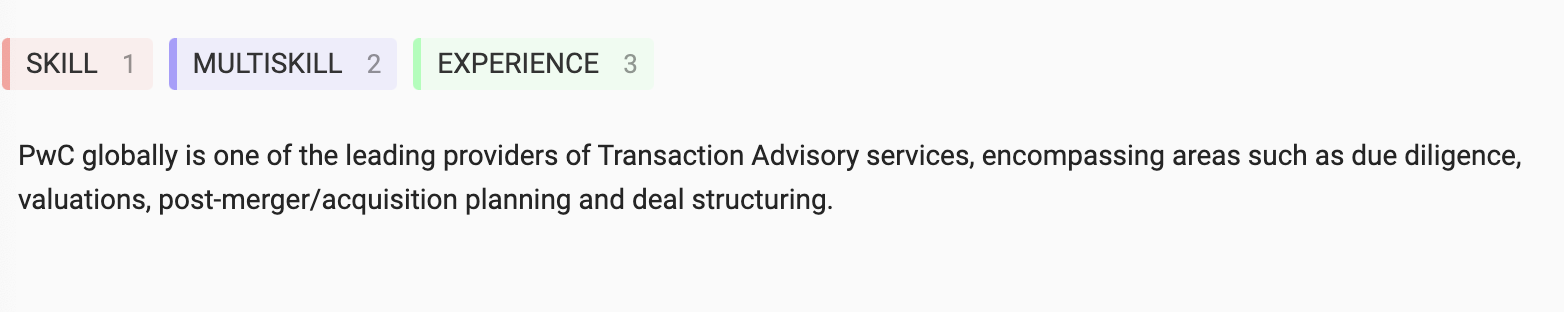 SKILL 1 MULTISKILL 2 EXPERIENCE 3
PwC globally is one of the leading providers of Transaction Advisory services, encompassing areas such as due diligence,
valuations, post-merger/acquisition planning and deal structuring.